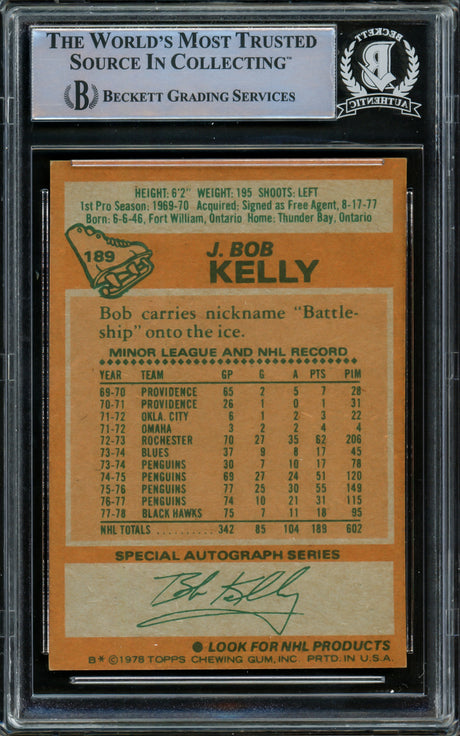 THE WORLD'S MOST TRUSTED
SOURCE IN COLLECTING™
B BECKETT GRADING SERVICES
BECKETT
B
AUTHENTIC
HEIGHT: 6'2" WEIGHT: 195 SHOOTS: LEFT
1st Pro Season: 1969-70 Acquired: Signed as Free Agent, 8-17-77
Born: 6-6-46, Fort William, Ontario Home: Thunder Bay, Ontario
189
J. BOB
KELLY
Bob carries nickname "Battle-
ship" onto the ice.
MINOR LEAGUE AND NHL RECORD
YEAR TEAM GP G A PTS PIM
69-70 PROVIDENCE 65 2 5 7 28
70-71 PROVIDENCE 26 1 0 1 31
71-72 OKLA. CITY 6 1 2 3 22
71-72 OMAHA 3 2 2 4 4
72-73 ROCHESTER 70 27 35 62 206
73-74 BLUES 37 9 8 17 45
73-74 PENGUINS 30 7 10 17 78
74-75 PENGUINS 69 27 24 51 120
75-76 PENGUINS 77 25 30 55 149
76-77 PENGUINS 74 10 21 31 115
77-78 BLACK HAWKS 75 7 11 18 95
NHL TOTALS .......... 342 85 104 189 602
SPECIAL AUTOGRAPH SERIES
Bob Kelly
LOOK FOR NHL PRODUCTS
B* ©1978 TOPPS CHEWING GUM, INC. PRTD. IN U.S.A.